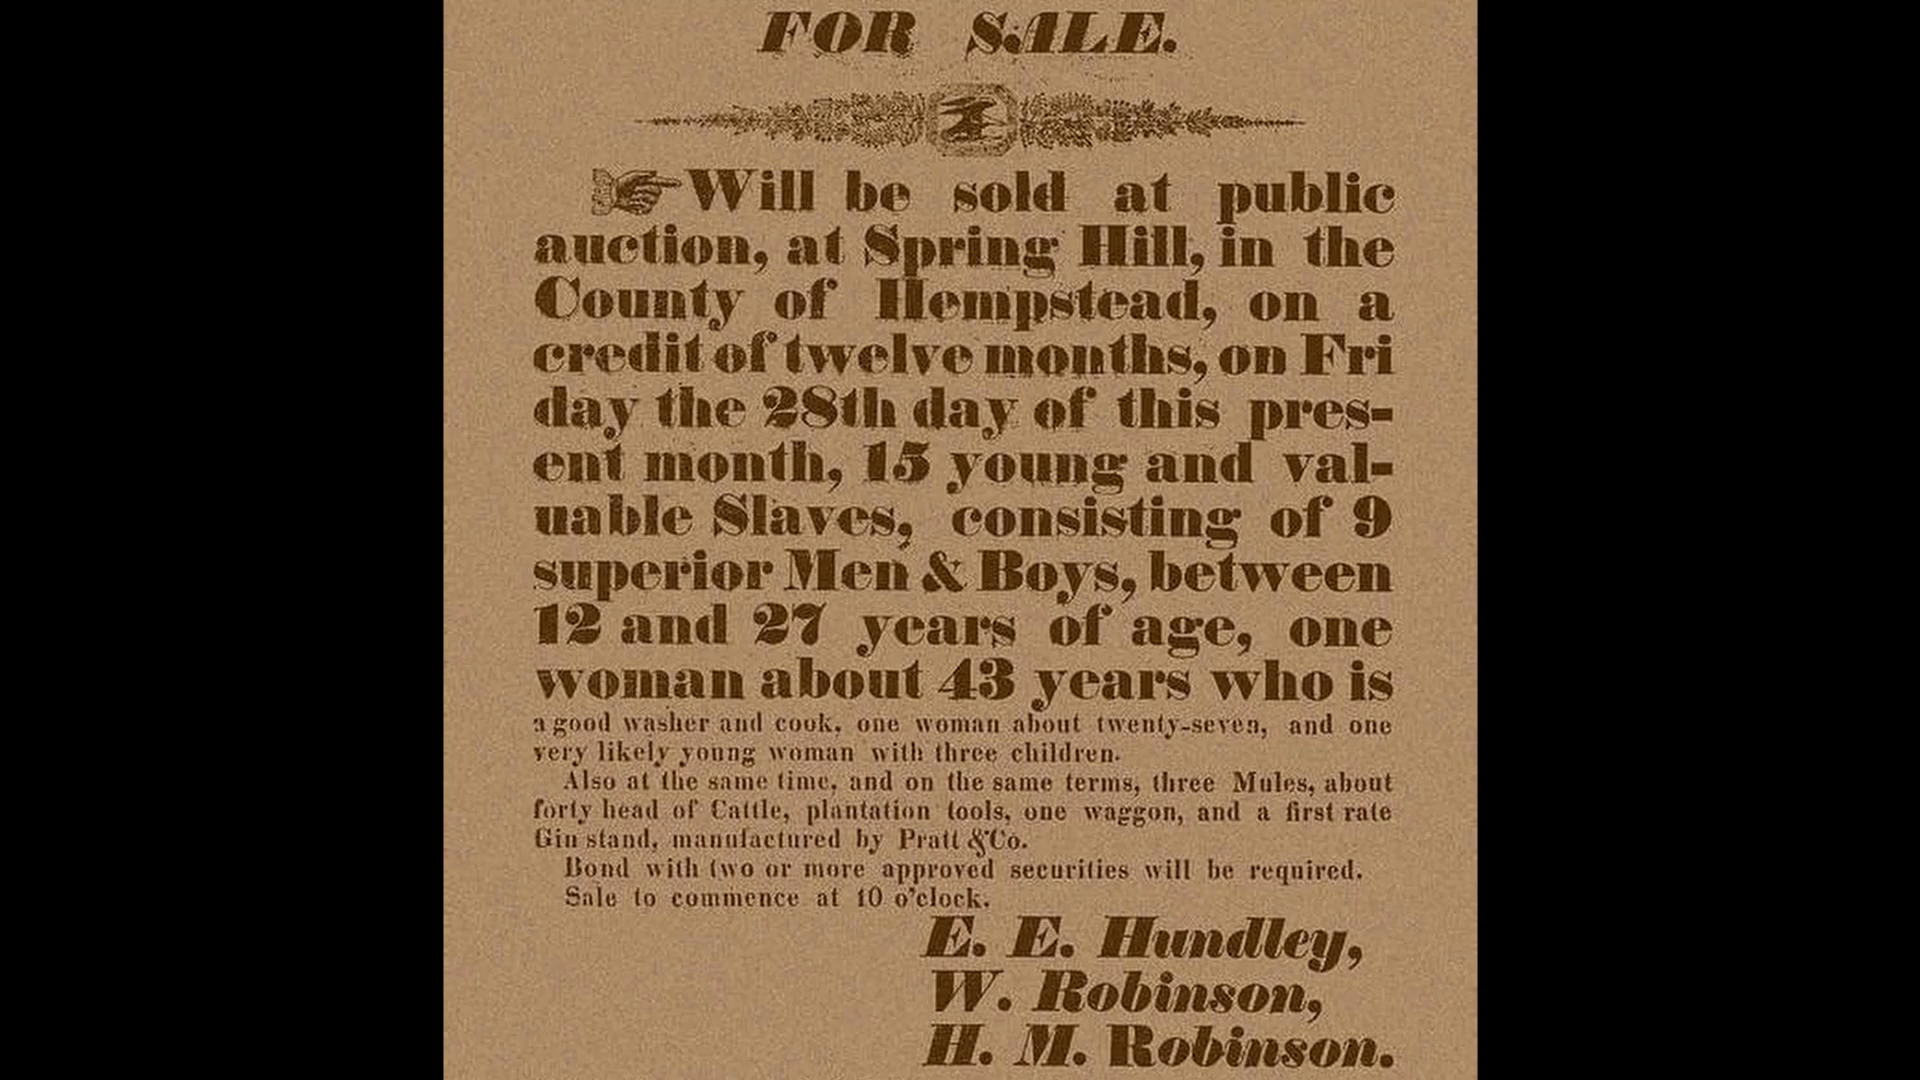 FOR SALE.
Will be sold at public
auction, at Spring Hill, in the
County of Hempstead, on a
credit of twelve months, on Fri
day the 28th day of this pres-
ent month, 15 young and val-
uable Slaves, consisting of 9
superior Men & Boys, between
12 and 27 years of age, one
woman about 43 years who is
a good washer and cook, one woman about twenty-seven, and one
very likely young woman with three children.
Also at the same time, and on the same terms, three Mules, about
forty head of Cattle, plantation tools, one waggon, and a first rate
Gin stand, manufactured by Pratt & Co.
Bond with two or more approved securities will be required.
Sale to commence at 10 o'clock.
E. E. Hundley,
W. Robinson,
H. M. Robinson.